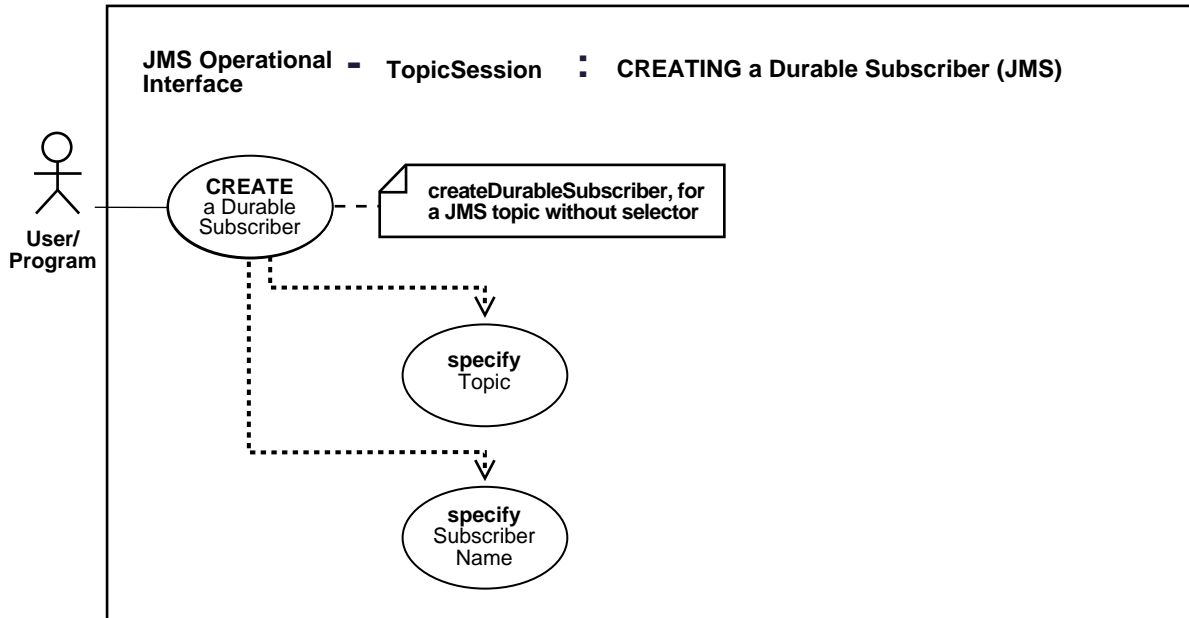 JMS Operational - TopicSession : CREATING a Durable Subscriber (JMS)
Interface
CREATE
a Durable
Subscriber
createDurableSubscriber, for
a JMS topic without selector
User/
Program
specify
Topic
specify
Subscriber
Name